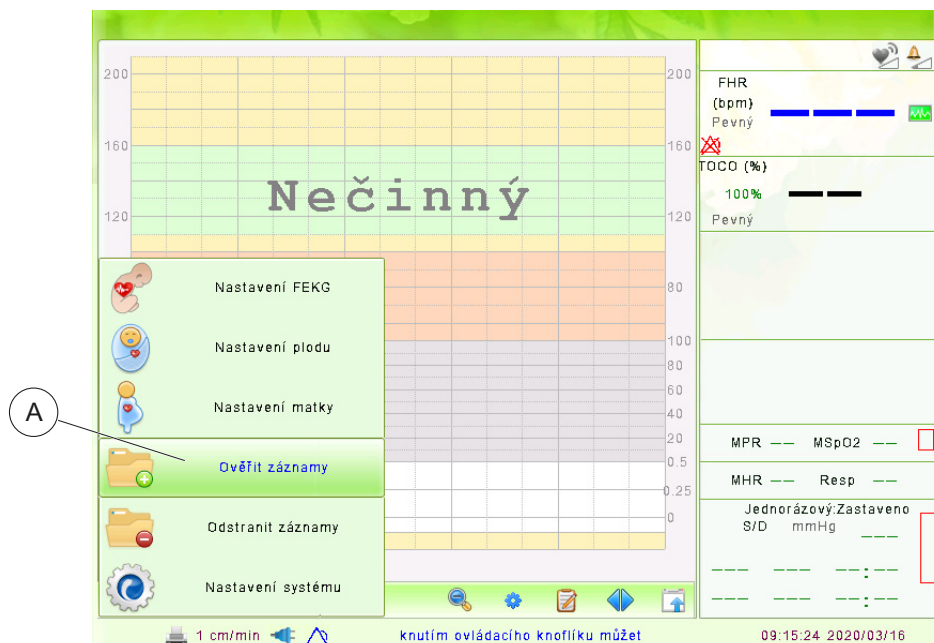 200
200
160
160
Nečinný
120
120
80
100
80
60
40
20
0.5
0.25
0
FHR
(bpm)
Pevný
TOCO (%)
100%
Pevný
MPR -- MSpO2 --
MHR -- Resp --
Jednorázový:Zastaveno
S/D mmHg ---
--- --- --:--
--- --- --:--
Nastavení FEKG
Nastavení plodu
Nastavení matky
A
Ověřit záznamy
Odstranit záznamy
Nastavení systému
1 cm/min
knutím ovládacího knoflíku můžet
09:15:24 2020/03/16